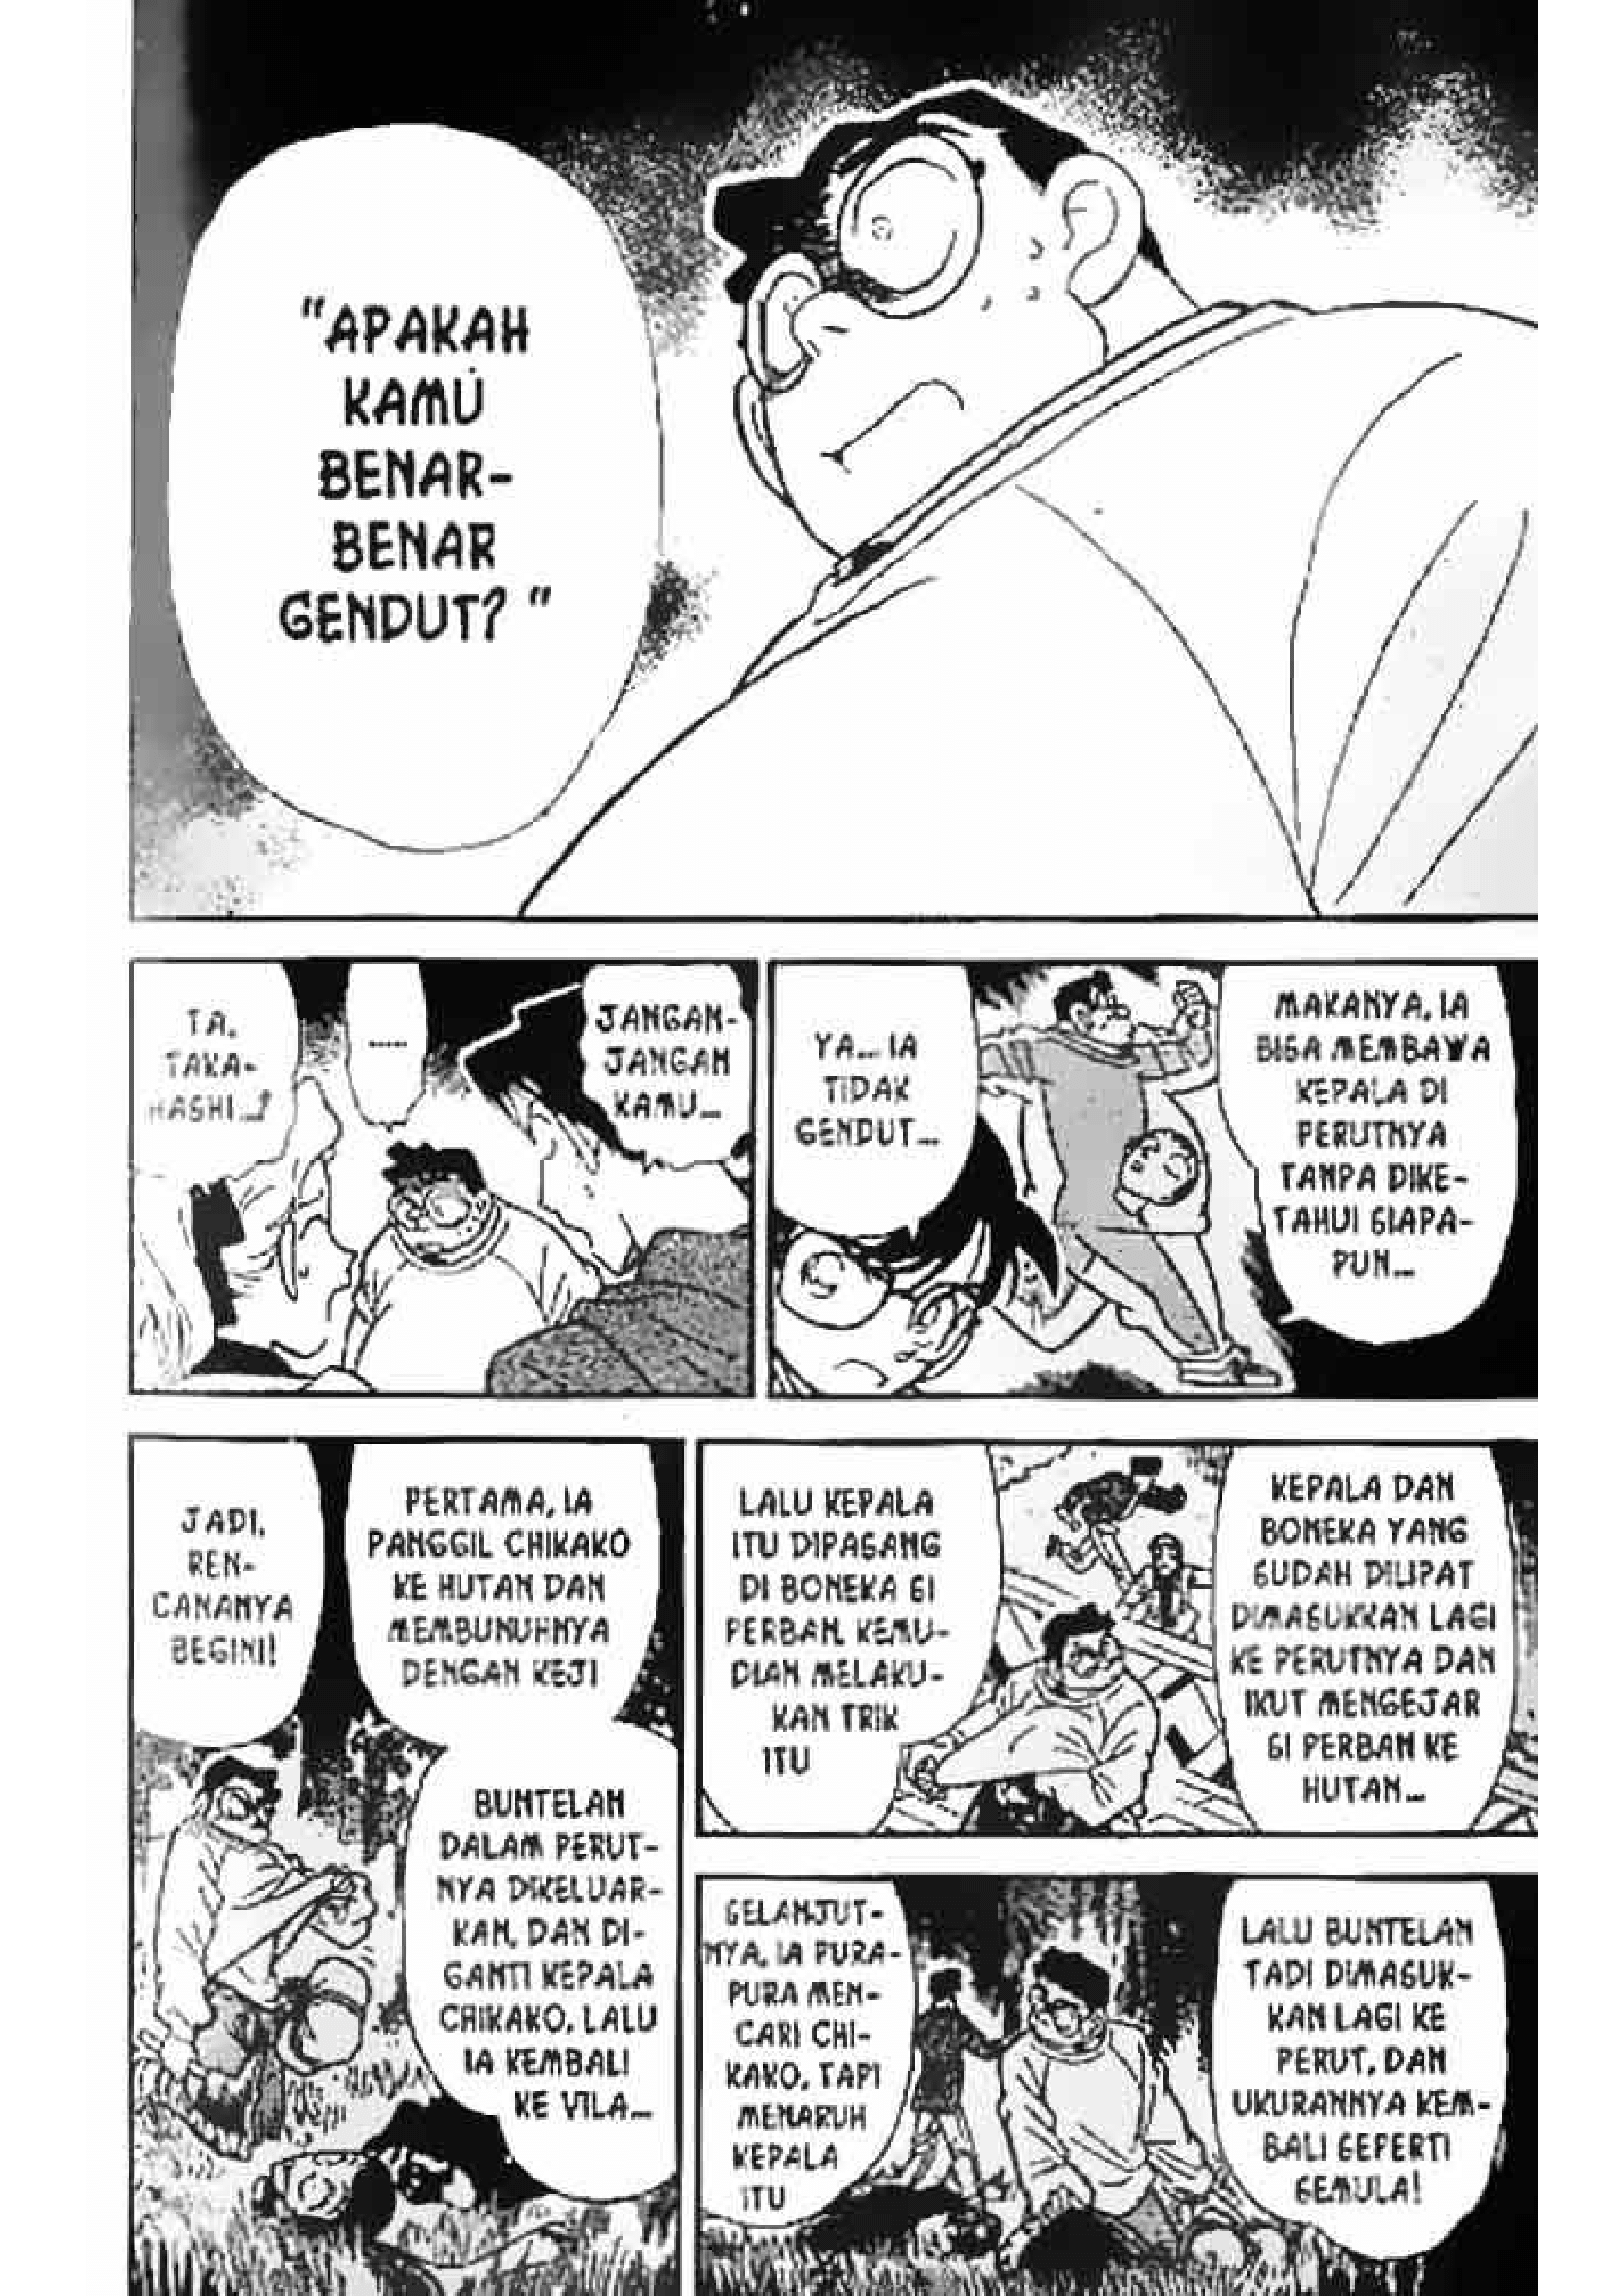 "APAKAH
KAMU
BENAR-
BENAR
GENDUT? "
MAKANYA, IA
BISA MEMBAWA
KEPALA DI
PERUTNYA
TANPA DIKE-
TAHUI SIAPA-
PUN...
YA... IA
TIDAK
GENDUT...
JANGAN-
JANGAN
KAMU...
.....
TA,
TAKA-
HASHI...!
JADI,
REN-
CANANYA
BEGINI!
PERTAMA, IA
PANGGIL CHIKAKO
KE HUTAN DAN
MEMBUNUHNYA
DENGAN KEJI
BUNTELAN
DALAM PERUT-
NYA DIKELUAR-
KAN, DAN DI-
GANTI KEPALA
CHIKAKO, LALU
IA KEMBALI
KE VILA...
LALU KEPALA
ITU DIPASANG
DI BONEKA SI
PERBAN, KEMU-
DIAN MELAKU-
KAN TRIK
ITU
KEPALA DAN
BONEKA YANG
SUDAH DILIPAT
DIMASUKKAN LAGI
KE PERUTNYA DAN
IKUT MENGEJAR
SI PERBAN KE
HUTAN...
SELANJUT-
NYA, IA PURA-
PURA MEN-
CARI CHI-
KAKO, TAPI
MENARUH
KEPALA
ITU
LALU BUNTELAN
TADI DIMASUK-
KAN LAGI KE
PERUT, DAN
UKURANNYA KEM-
BALI SEPERTI
SEMULA!